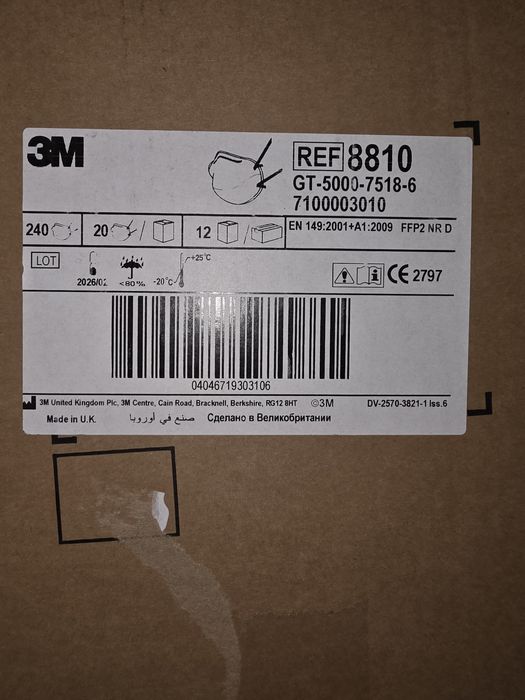 3M
REF 8810
GT-5000-7518-6
7100003010
240
20 /
12 /
EN 149:2001+A1:2009 FFP2 NR D
LOT
2026/02
<80%
-20°C
+25°C
CE 2797
04046719303106
3M United Kingdom Plc, 3M Centre, Cain Road, Bracknell, Berkshire, RG12 8HT ©3M DV-2570-3821-1 Iss.6
Made in U.K. صنع في أوروبا Сделано в Великобритании